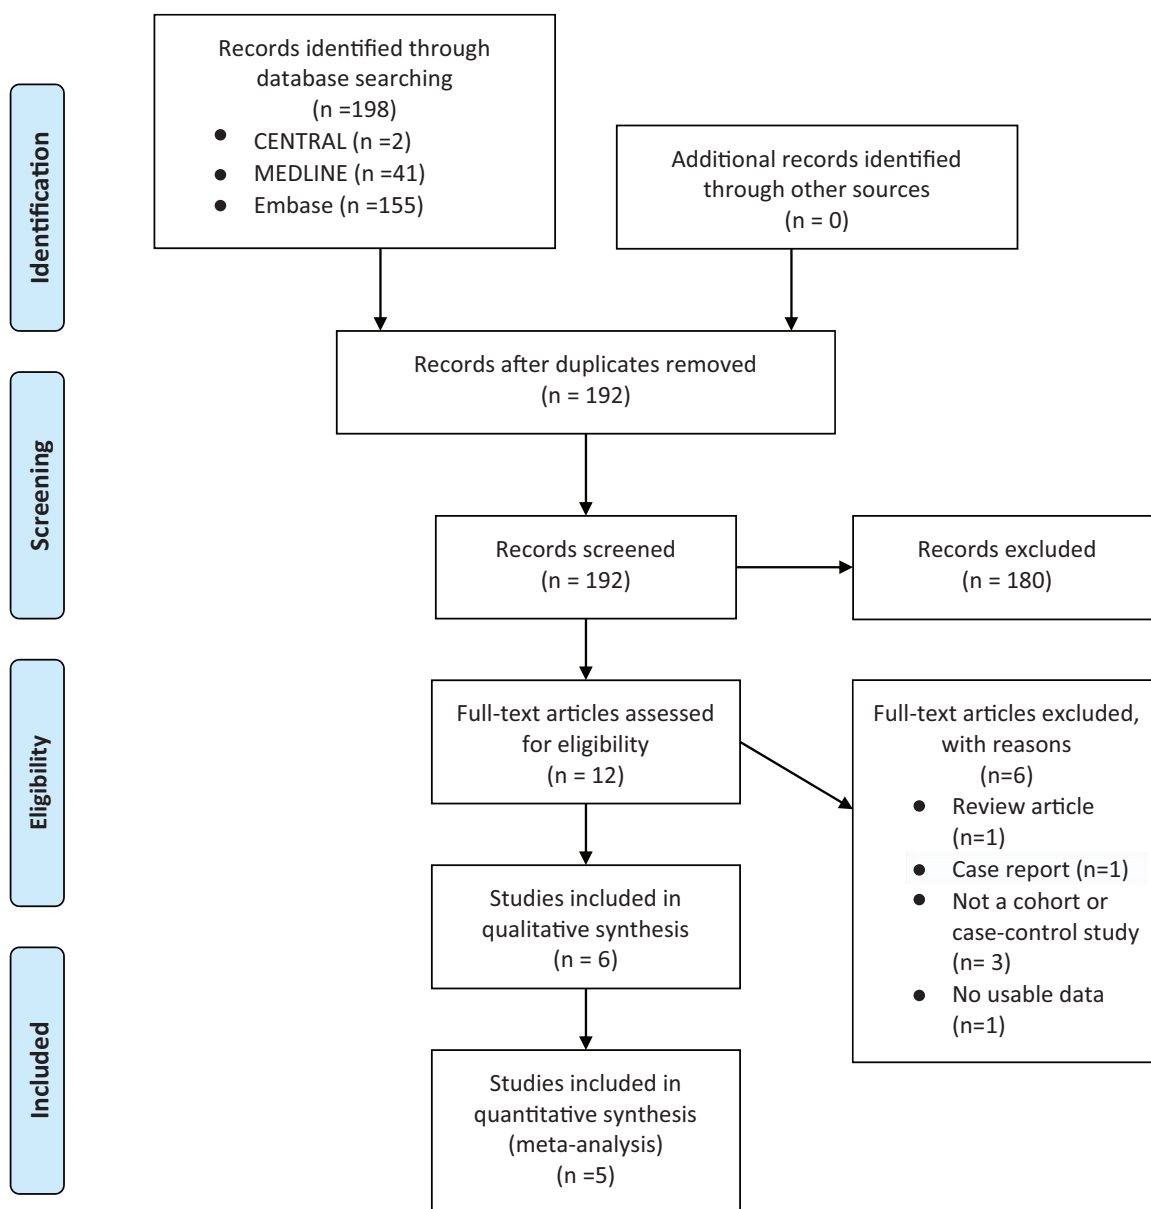 Identification
Records identified through
database searching
(n =198)
● CENTRAL (n =2)
● MEDLINE (n =41)
● Embase (n =155)
Additional records identified
through other sources
(n = 0)
Records after duplicates removed
(n = 192)
Screening
Records screened
(n = 192)
Records excluded
(n = 180)
Eligibility
Full-text articles assessed
for eligibility
(n = 12)
Full-text articles excluded,
with reasons
(n=6)
● Review article
(n=1)
● Case report (n=1)
● Not a cohort or
case-control study
(n= 3)
● No usable data
(n=1)
Studies included in
qualitative synthesis
(n = 6)
Included
Studies included in
quantitative synthesis
(meta-analysis)
(n =5)